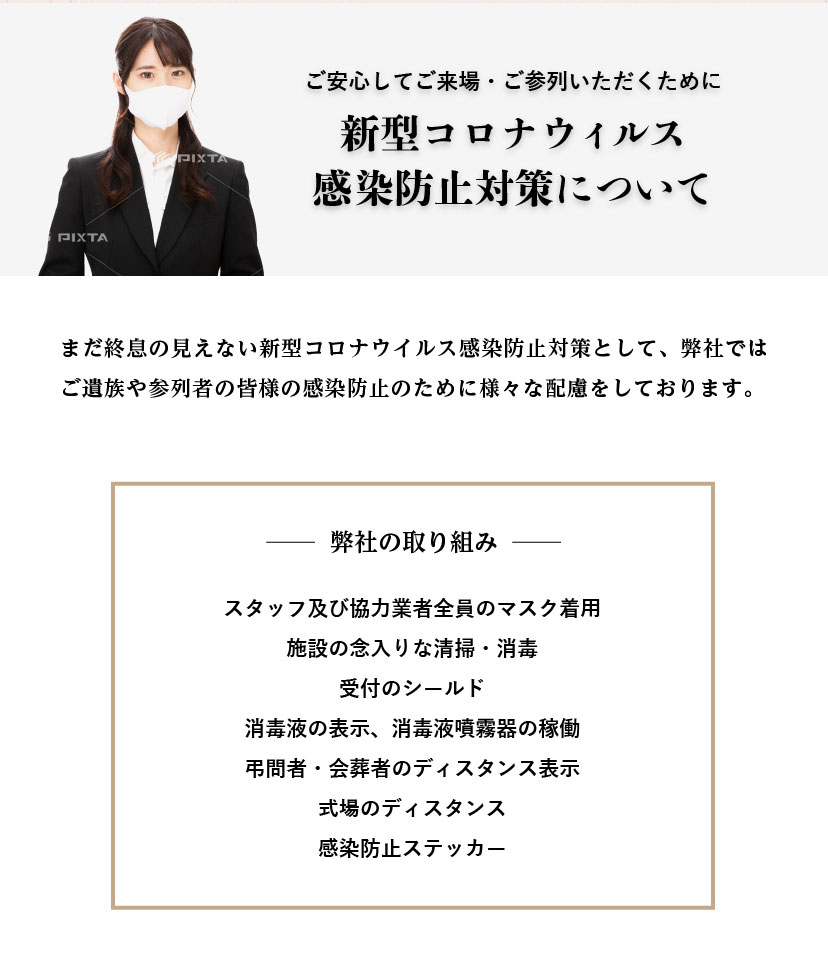 ご安心してご来場・ご参列いただくために
新型コロナウィルス
感染防止対策について
PIXTA
PIXTA
まだ終息の見えない新型コロナウイルス感染防止対策として、弊社では
ご遺族や参列者の皆様の感染防止のために様々な配慮をしております。
弊社の取り組み
スタッフ及び協力業者全員のマスク着用
施設の念入りな清掃・消毒
受付のシールド
消毒液の表示、消毒液噴霧器の稼働
弔問者・会葬者のディスタンス表示
式場のディスタンス
感染防止ステッカー